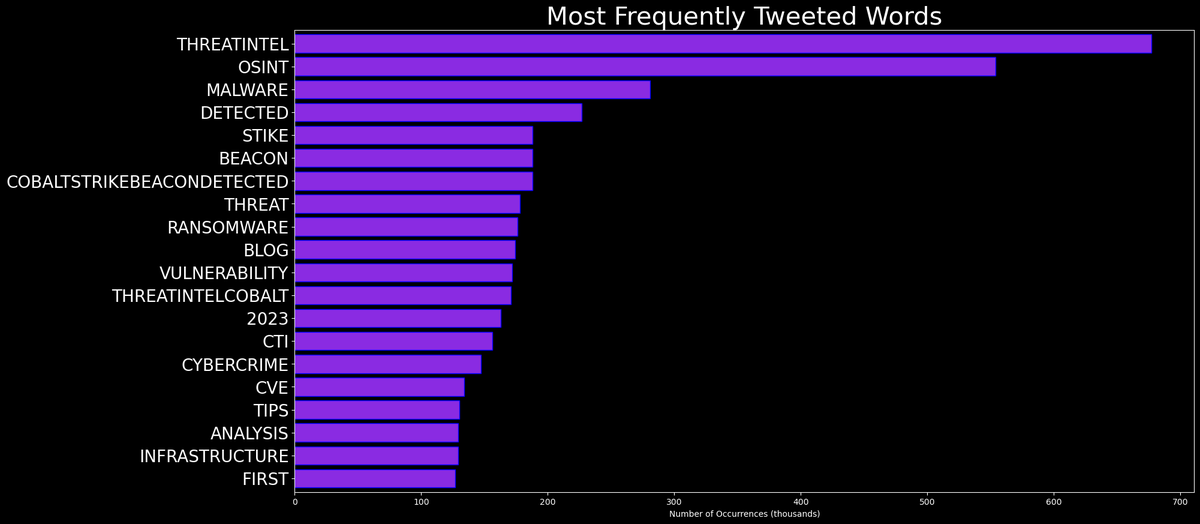 Most Frequently Tweeted Words
THREATINTEL
OSINT
MALWARE
DETECTED
STIKE
BEACON
COBALTSTRIKEBEACONDETECTED
THREAT
RANSOMWARE
BLOG
VULNERABILITY
THREATINTELCOBALT
2023
CTI
CYBERCRIME
CVE
TIPS
ANALYSIS
INFRASTRUCTURE
FIRST
0 100 200 300 400 500 600 700
Number of Occurrences (thousands)